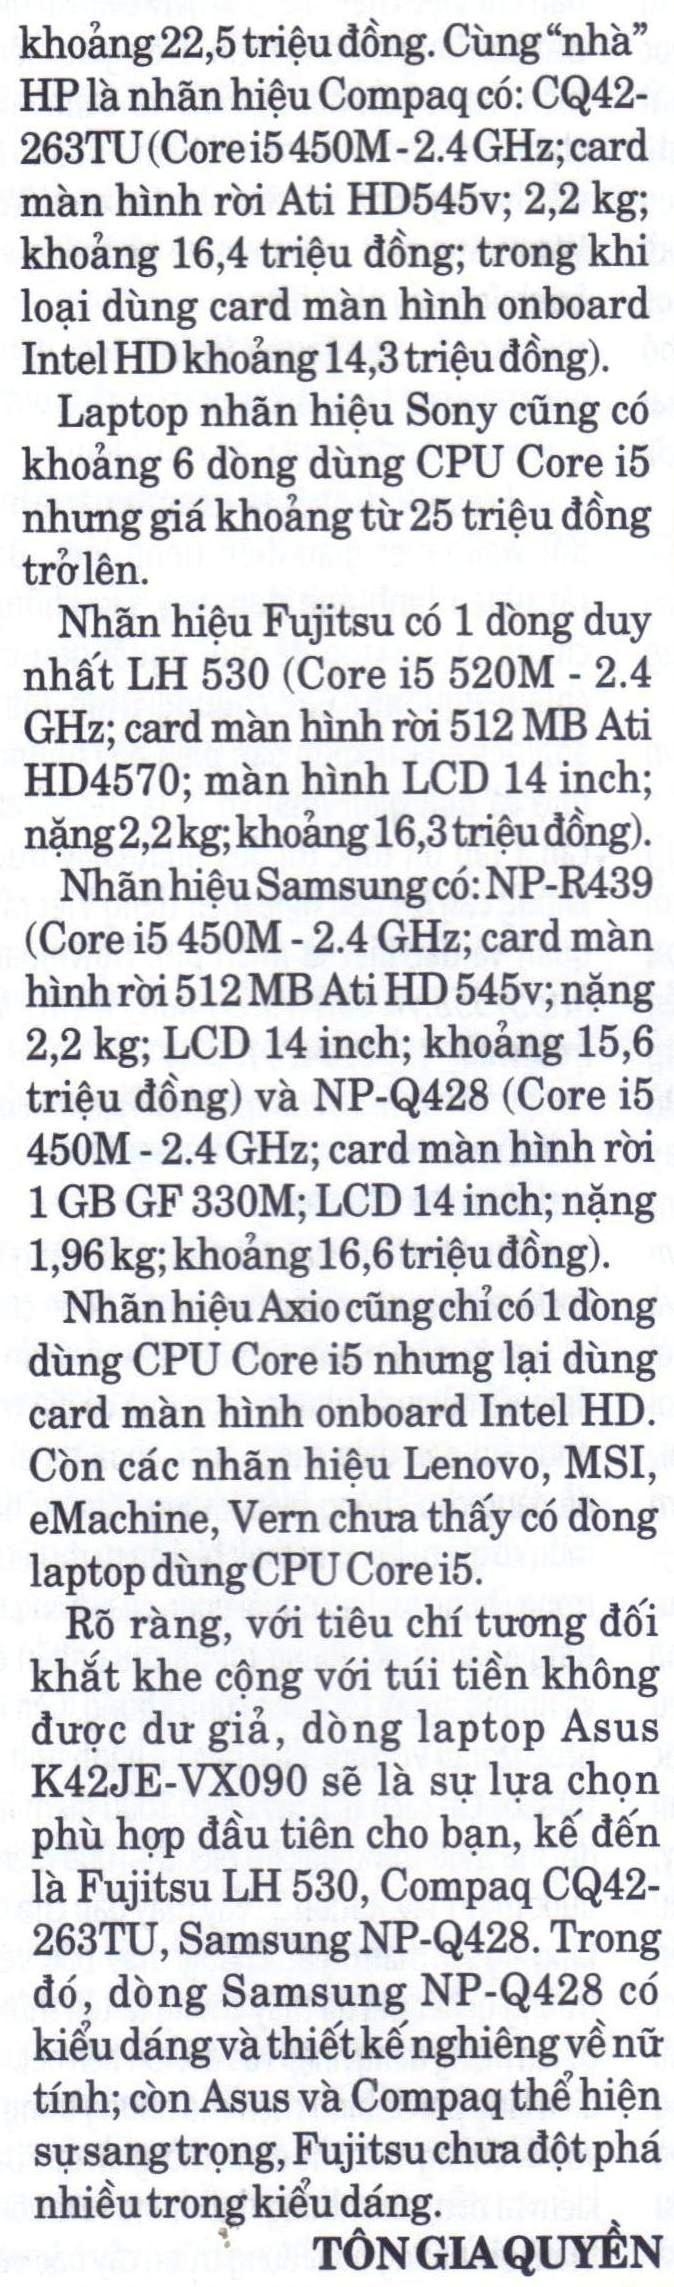 khoảng 22,5 triệu đồng. Cùng “nhà”
HP là nhãn hiệu Compaq có: CQ42-
263TU (Core i5 450M - 2.4 GHz; card
màn hình rời Ati HD545v; 2,2 kg;
khoảng 16,4 triệu đồng; trong khi
loại dùng card màn hình onboard
Intel HD khoảng 14,3 triệu đồng).
Laptop nhãn hiệu Sony cũng có
khoảng 6 dòng dùng CPU Core i5
nhưng giá khoảng từ 25 triệu đồng
trở lên.
Nhãn hiệu Fujitsu có 1 dòng duy
nhất LH 530 (Core i5 520M - 2.4
GHz; card màn hình rời 512 MB Ati
HD4570; màn hình LCD 14 inch;
nặng 2,2 kg; khoảng 16,3 triệu đồng).
Nhãn hiệu Samsung có: NP-R439
(Core i5 450M - 2.4 GHz; card màn
hình rời 512 MB Ati HD 545v; nặng
2,2 kg; LCD 14 inch; khoảng 15,6
triệu đồng) và NP-Q428 (Core i5
450M - 2.4 GHz; card màn hình rời
1 GB GF 330M; LCD 14 inch; nặng
1,96 kg; khoảng 16,6 triệu đồng).
Nhãn hiệu Axio cũng chỉ có 1 dòng
dùng CPU Core i5 nhưng lại dùng
card màn hình onboard Intel HD.
Còn các nhãn hiệu Lenovo, MSI,
eMachine, Vern chưa thấy có dòng
laptop dùng CPU Core i5.
Rõ ràng, với tiêu chí tương đối
khắt khe cộng với túi tiền không
được dư giả, dòng laptop Asus
K42JE-VX090 sẽ là sự lựa chọn
phù hợp đầu tiên cho bạn, kế đến
là Fujitsu LH 530, Compaq CQ42-
263TU, Samsung NP-Q428. Trong
đó, dòng Samsung NP-Q428 có
kiểu dáng và thiết kế nghiêng về nữ
tính; còn Asus và Compaq thể hiện
sự sang trọng, Fujitsu chưa đột phá
nhiều trong kiểu dáng.
TÔN GIA QUYỀN